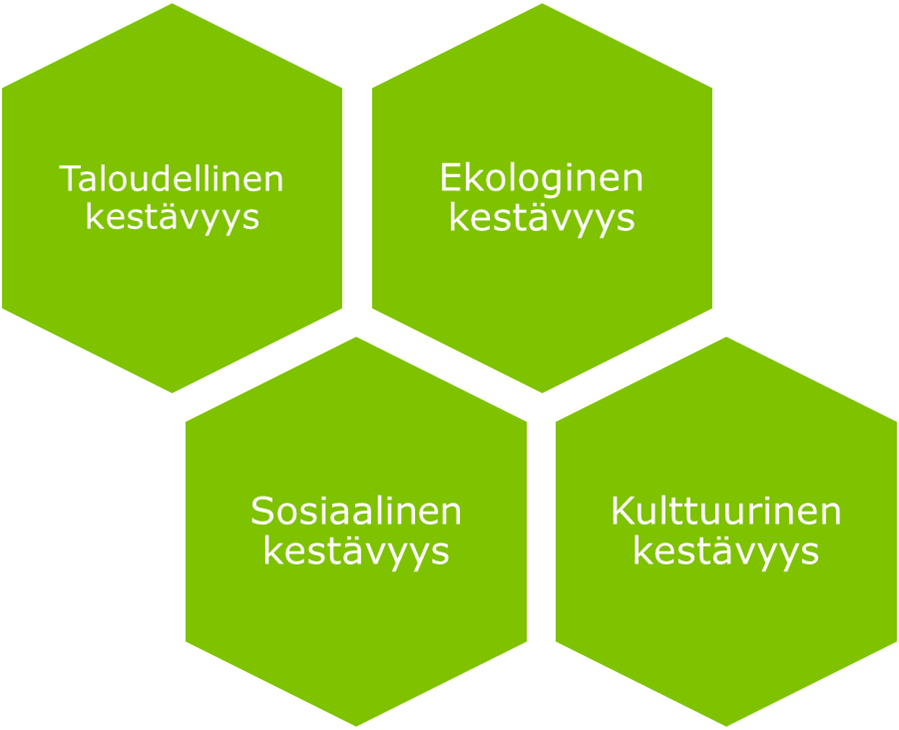 Taloudellinen
kestävyys
Ekologinen
kestävyys
Sosiaalinen
kestävyys
Kulttuurinen
kestävyys